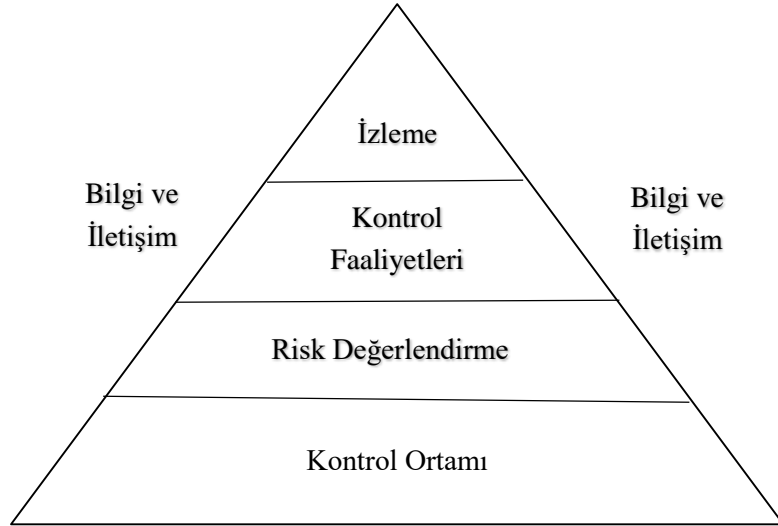 İzleme
Bilgi ve
İletişim
Kontrol
Faaliyetleri
Bilgi ve
İletişim
Risk Değerlendirme
Kontrol Ortamı